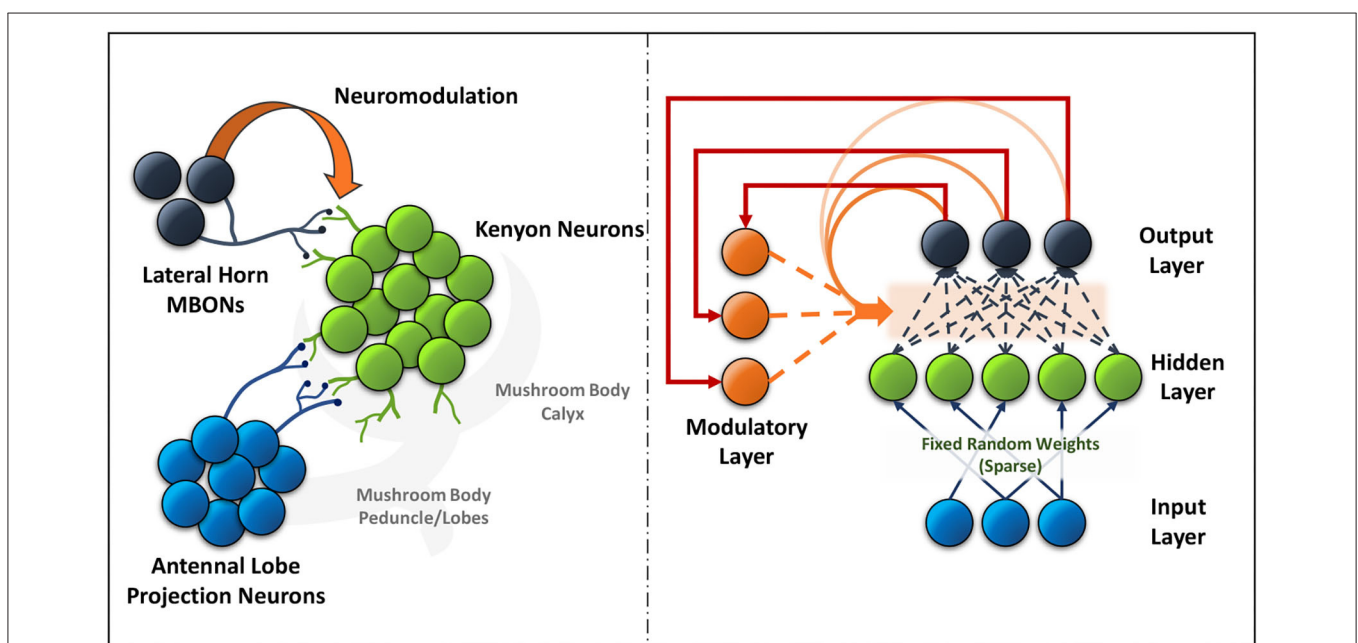 Neuromodulation
Kenyon Neurons
Lateral Horn
MBONs
Mushroom Body
Calyx
Mushroom Body
Peduncle/Lobes
Antennal Lobe
Projection Neurons
Output
Layer
Hidden
Layer
Modulatory
Layer
Fixed Random Weights
(Sparse)
Input
Layer